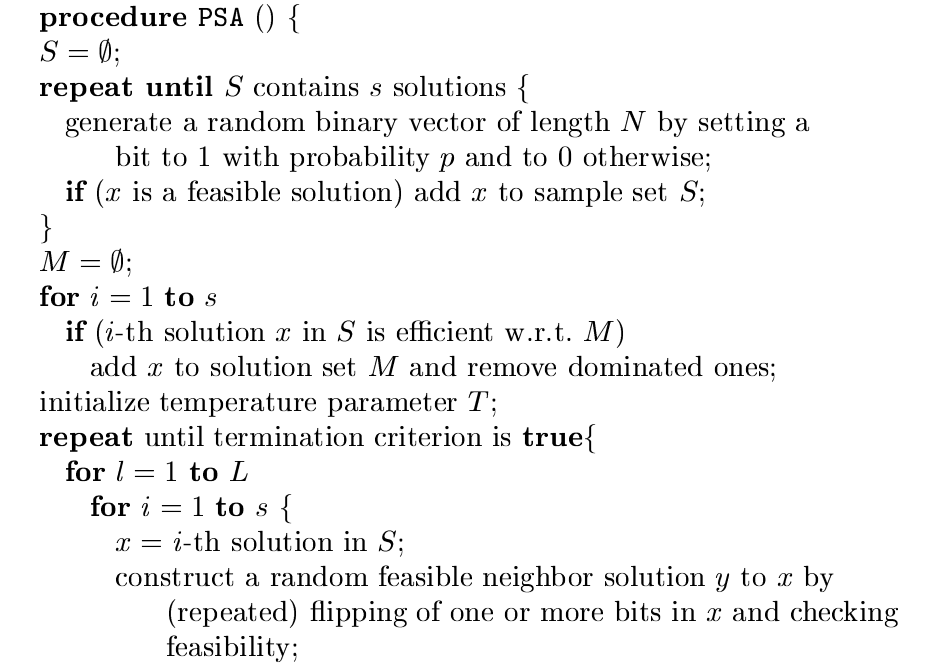 procedure PSA () {
S = ∅;
repeat until S contains s solutions {
generate a random binary vector of length N by setting a
bit to 1 with probability p and to 0 otherwise;
if (x is a feasible solution) add x to sample set S;
}
M = ∅;
for i = 1 to s
if (i-th solution x in S is efficient w.r.t. M)
add x to solution set M and remove dominated ones;
initialize temperature parameter T;
repeat until termination criterion is true{
for l = 1 to L
for i = 1 to s {
x = i-th solution in S;
construct a random feasible neighbor solution y to x by
(repeated) flipping of one or more bits in x and checking
feasibility;